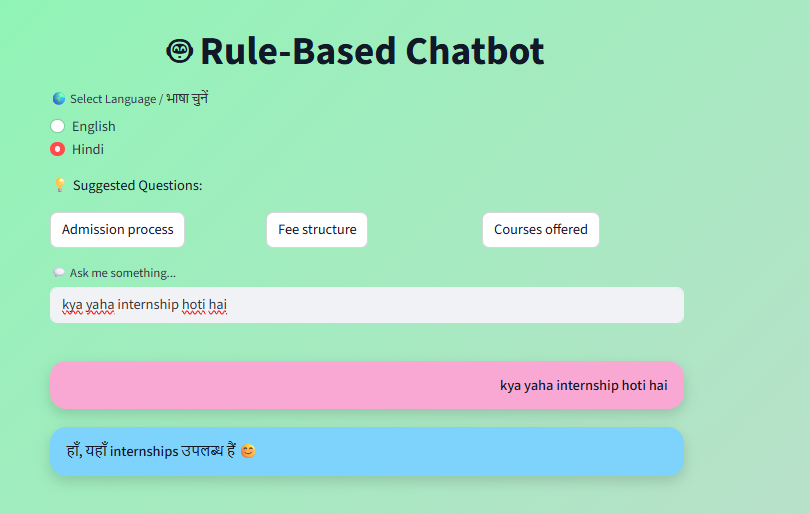 Rule-Based Chatbot
🌎 Select Language / भाषा चुनें
English
Hindi
💡 Suggested Questions:
Admission process
Fee structure
Courses offered
💬 Ask me something...
kya yaha internship hoti hai
kya yaha internship hoti hai
हाँ, यहाँ internships उपलब्ध हैं 😊